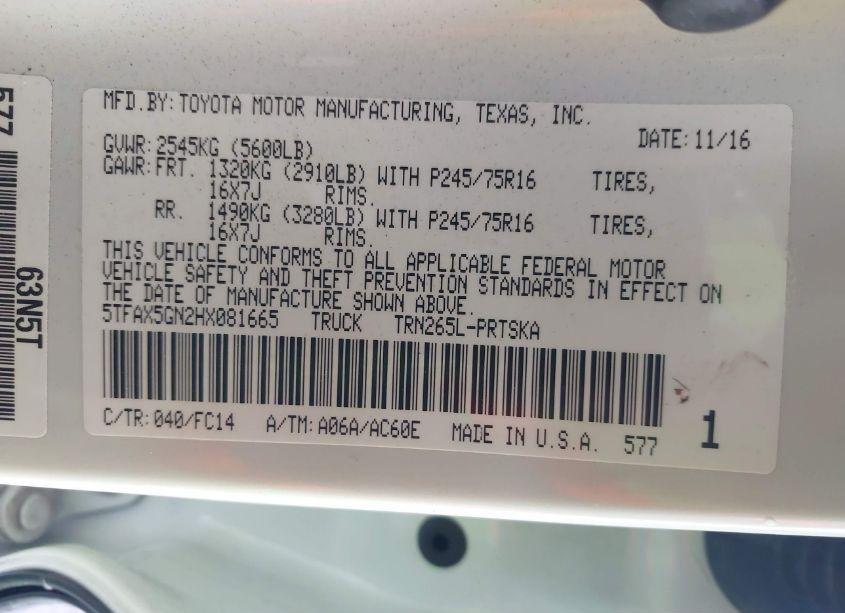 MFD.BY:TOYOTA MOTOR MANUFACTURING, TEXAS, INC.
DATE:11/16
GVWR:2545KG (5600LB)
GAWR:FRT. 1320KG (2910LB) WITH P245/75R16 TIRES,
16X7J RIMS.
RR. 1490KG (3280LB) WITH P245/75R16 TIRES,
16X7J RIMS.
THIS VEHICLE CONFORMS TO ALL APPLICABLE FEDERAL MOTOR
VEHICLE SAFETY AND THEFT PREVENTION STANDARDS IN EFFECT ON
THE DATE OF MANUFACTURE SHOWN ABOVE.
5TFAX5GN2HX081665 TRUCK TRN265L-PRTSKA
C/TR:040/FC14 A/TM:A06A/AC60E MADE IN U.S.A. 577 1
577
63N5T